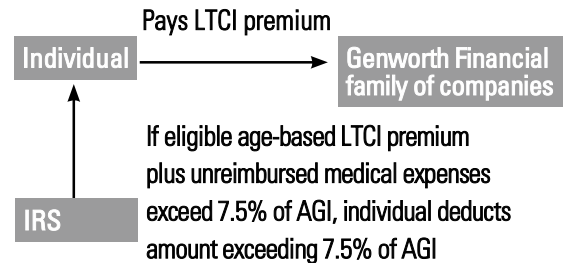 Pays LTCI premium
Individual
Genworth Financial
family of companies
If eligible age-based LTCI premium
plus unreimbursed medical expenses
exceed 7.5% of AGI, individual deducts
amount exceeding 7.5% of AGI
IRS